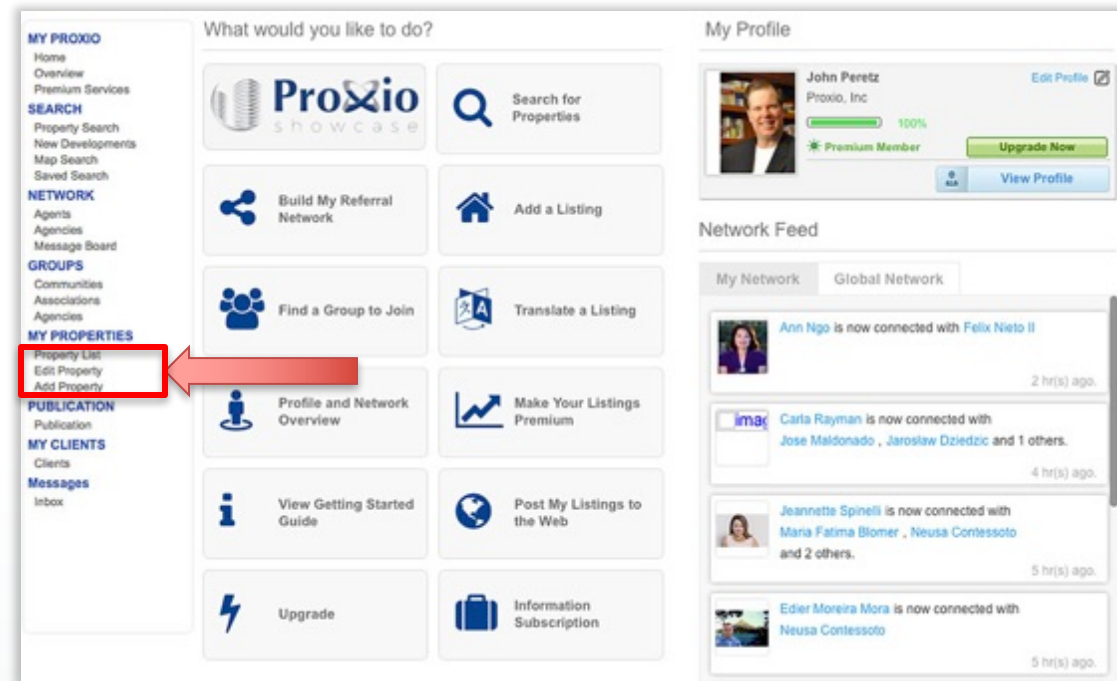 MY PROXIO
Home
Overview
Premium Services
SEARCH
Property Search
New Developments
Map Search
Saved Search
NETWORK
Agents
Agencies
Message Board
GROUPS
Communities
Associations
Agencies
MY PROPERTIES
Property List
Edit Property
Add Property
PUBLICATION
Publication
MY CLIENTS
Clients
Messages
Inbox
What would you like to do?
Proxio
showcase
Search for
Properties
Build My Referral
Network
Add a Listing
Find a Group to Join
Translate a Listing
Profile and Network
Overview
Make Your Listings
Premium
View Getting Started
Guide
Post My Listings to
the Web
Upgrade
Information
Subscription
My Profile
John Peretz
Edit Profile
Proxio, Inc
100%
Premium Member
Upgrade Now
View Profile
Network Feed
My Network
Global Network
Ann Ngo is now connected with Felix Nieto II
2 hr(s) ago.
imag
Carla Rayman is now connected with
Jose Maldonado , Jaroslaw Dziedzic and 1 others.
4 hr(s) ago.
Jeannette Spinelli is now connected with
Maria Fatima Blomer , Neusa Contessoto
and 2 others.
5 hr(s) ago.
Edier Moreira Mora is now connected with
Neusa Contessoto
5 hr(s) ago.